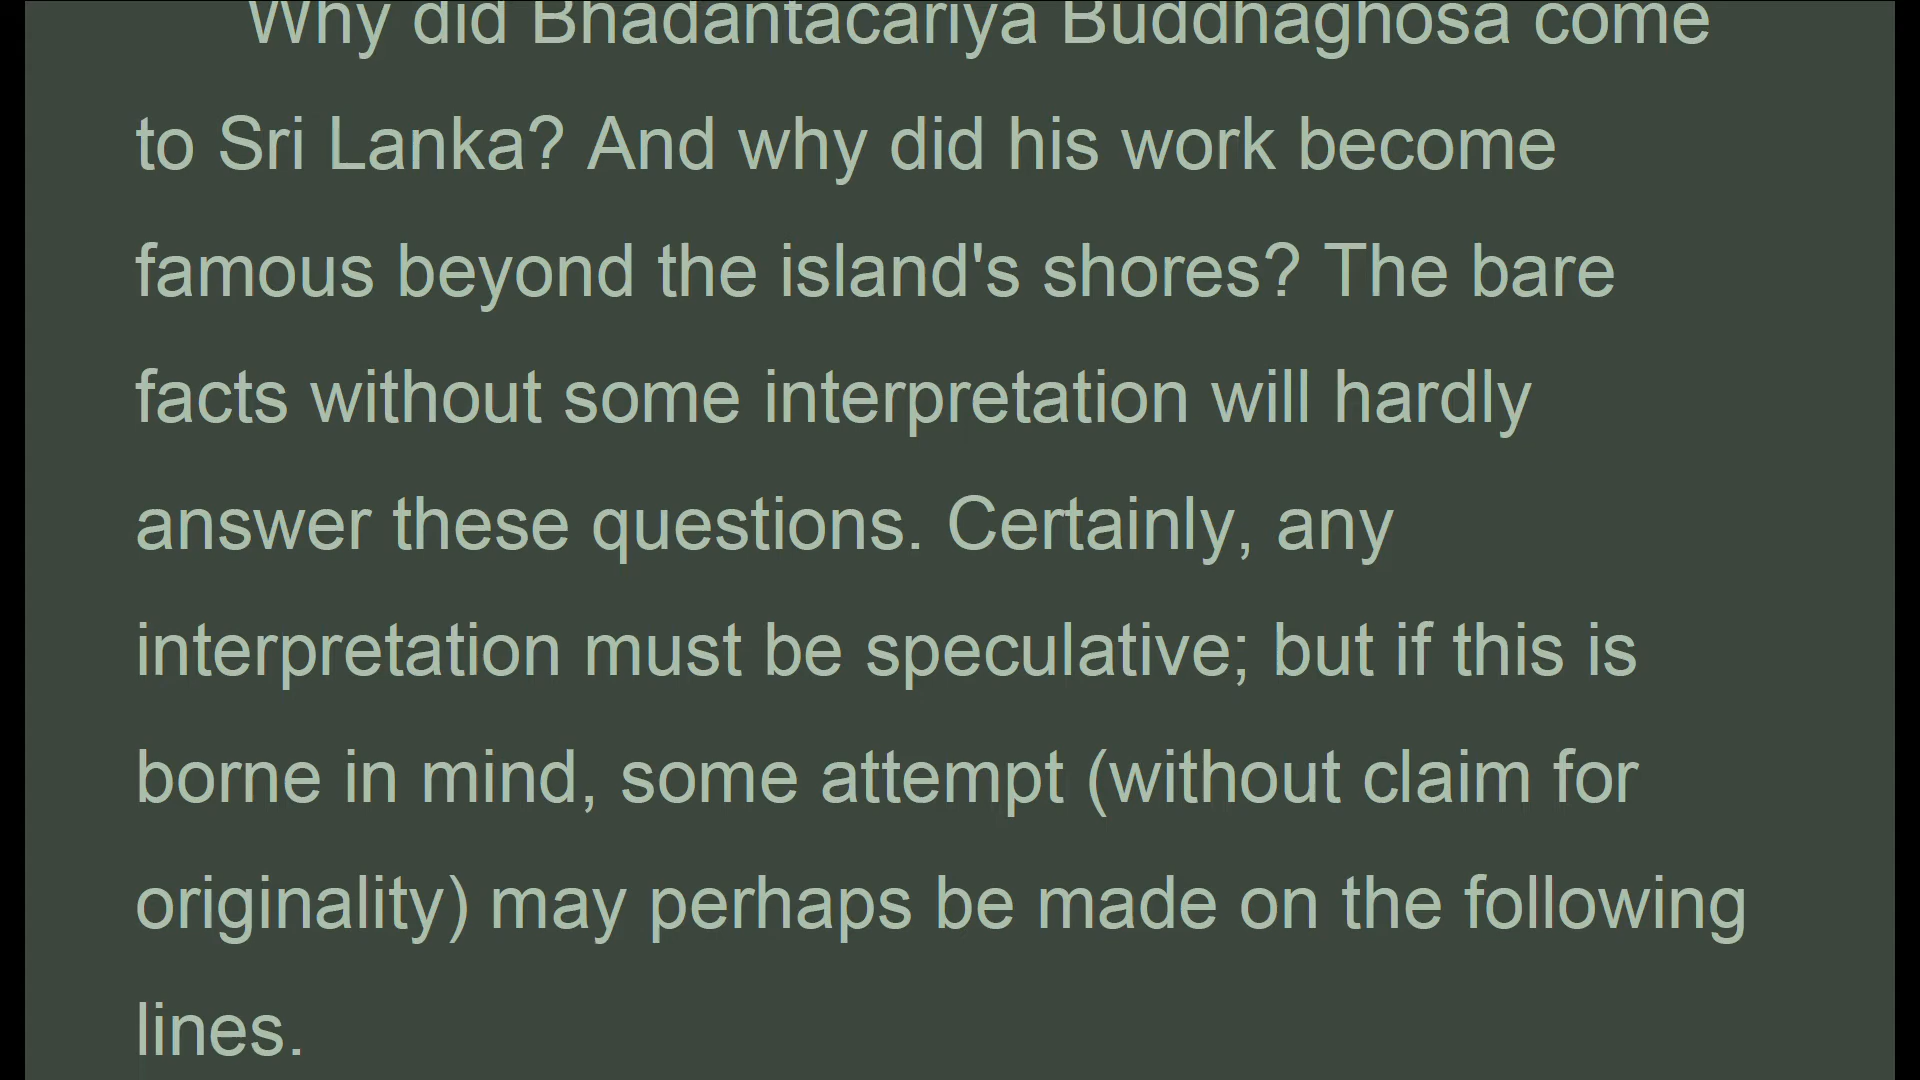 Why did Bhadantacariya Buddhaghosa come
to Sri Lanka? And why did his work become
famous beyond the island's shores? The bare
facts without some interpretation will hardly
answer these questions. Certainly, any
interpretation must be speculative; but if this is
borne in mind, some attempt (without claim for
originality) may perhaps be made on the following
lines.